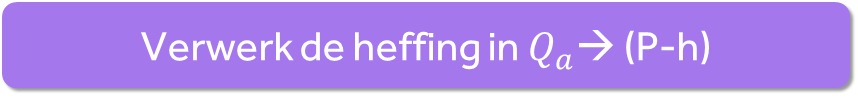 Verwerk de heffing in Qₐ→ (P-h)